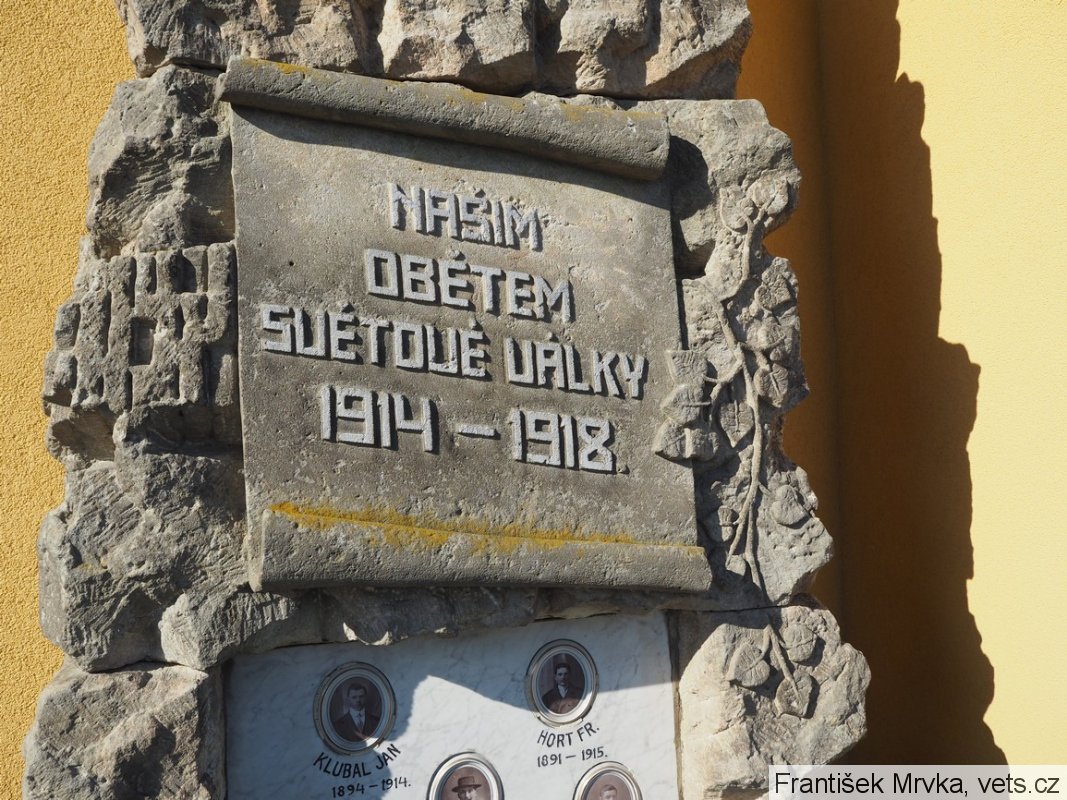 NAŠIM
OBĚTEM
SVĚTOVÉ VÁLKY
1914 – 1918.
KLUBAL JAN
1894 – 1914.
HORT FR.
1891 – 1915.
František Mrvka, vets.cz